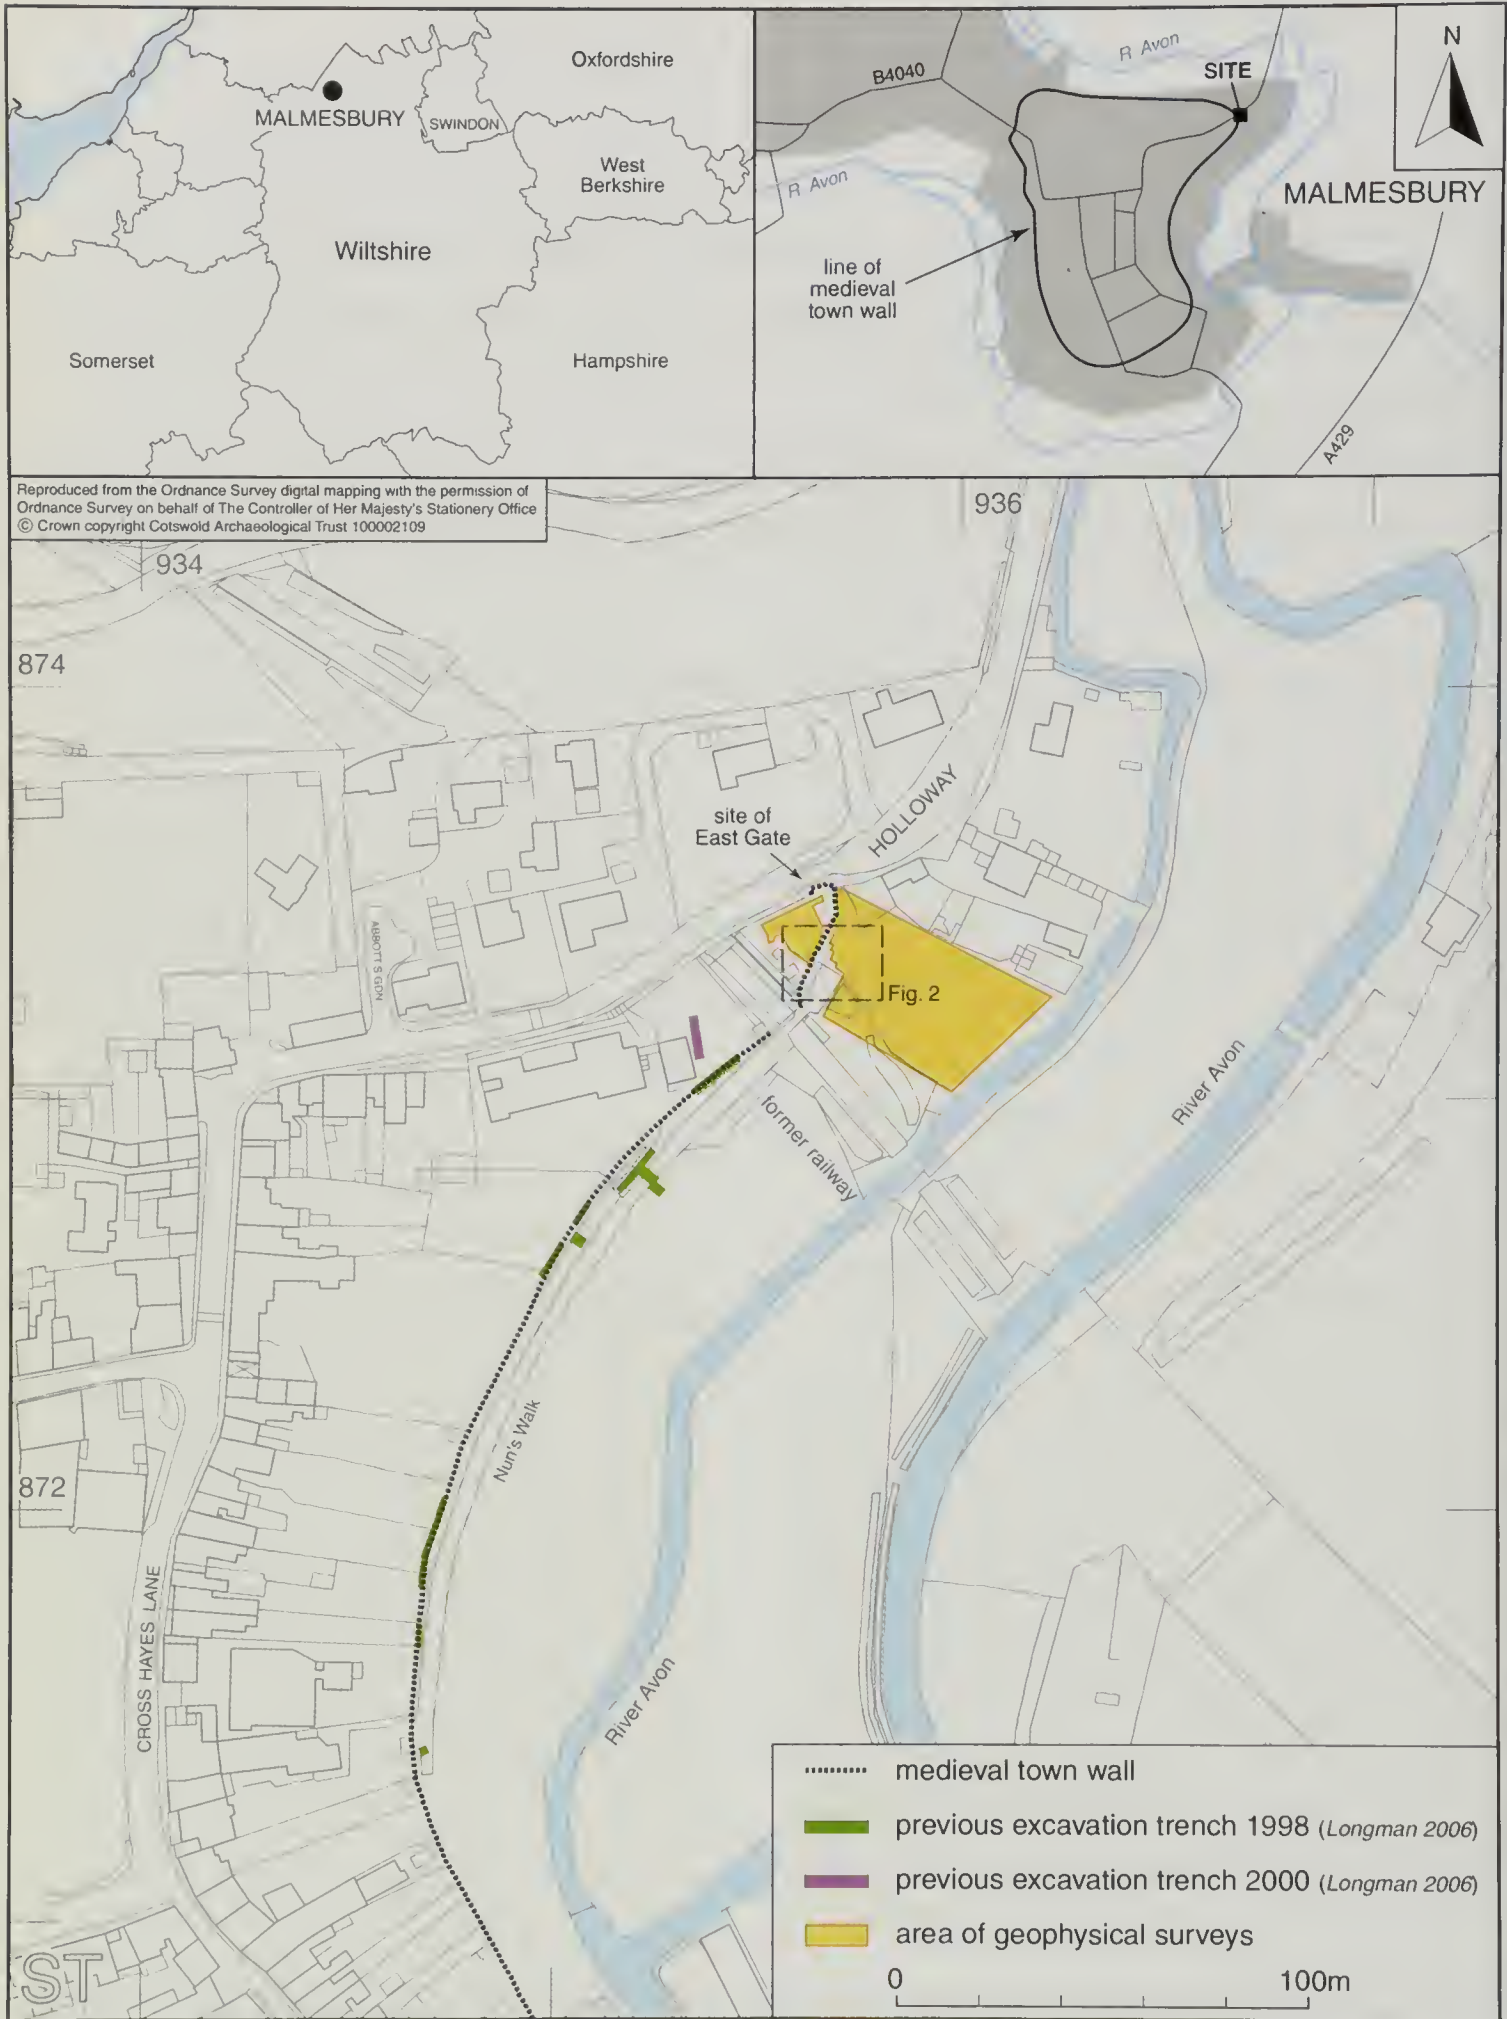 Oxfordshire
MALMESBURY
SWINDON
West
Berkshire
Wiltshire
Somerset
Hampshire
R Avon
B4040
SITE
N
R Avon
MALMESBURY
line of
medieval
town wall
A429
Reproduced from the Ordnance Survey digital mapping with the permission of
Ordnance Survey on behalf of The Controller of Her Majesty's Stationery Office
© Crown copyright Cotswold Archaeological Trust 100002109
936
934
874
HOLLOWAY
site of
East Gate
ABBOTT S GDN
Fig. 2
former railway
River Avon
Nun's Walk
872
CROSS HAYES LANE
River Avon
ST
medieval town wall
previous excavation trench 1998 (Longman 2006)
previous excavation trench 2000 (Longman 2006)
area of geophysical surveys
0 100m